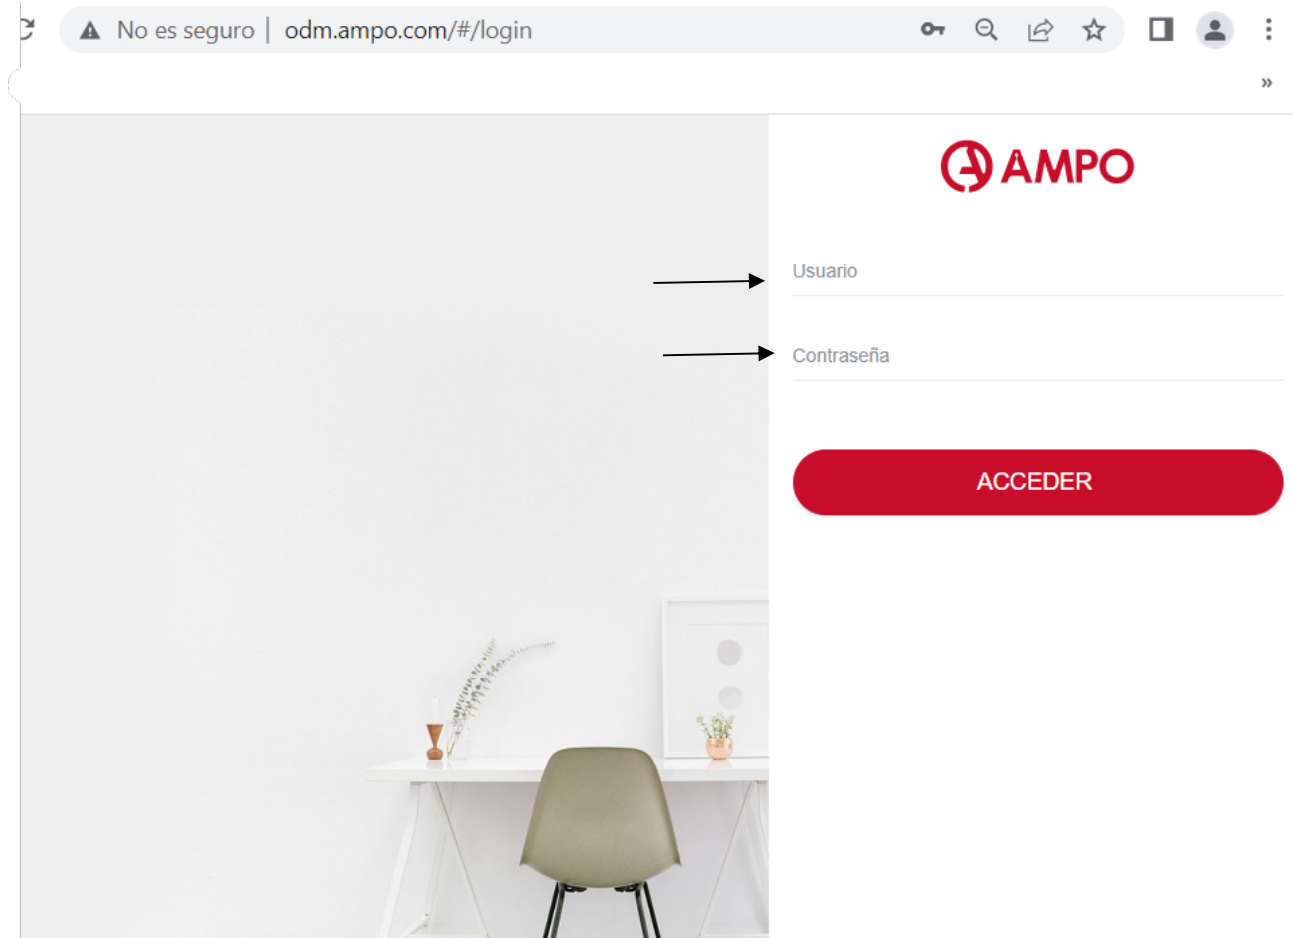 No es seguro | odm.ampo.com/#/login
»
AMPO
Usuario
Contraseña
ACCEDER